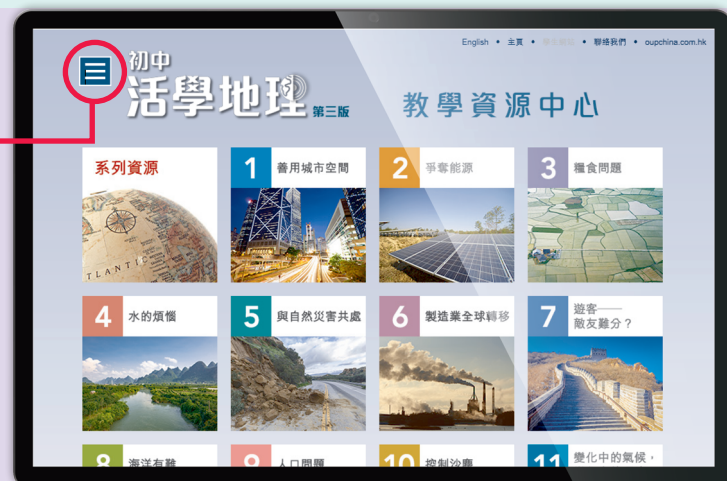 English • 主頁 • 聯絡我們 • oupchina.com.hk
初中
活學地理 第三版
教學資源中心
系列資源
1 善用城市空間
2 爭奪能源
3 糧食問題
ATLANTIC
4 水的煩惱
5 與自然災害共處
6 製造業全球轉移
7 遊客——
敵友難分？
8 海洋有難
9 人口問題
10 控制沙塵
11 變化中的氣候，